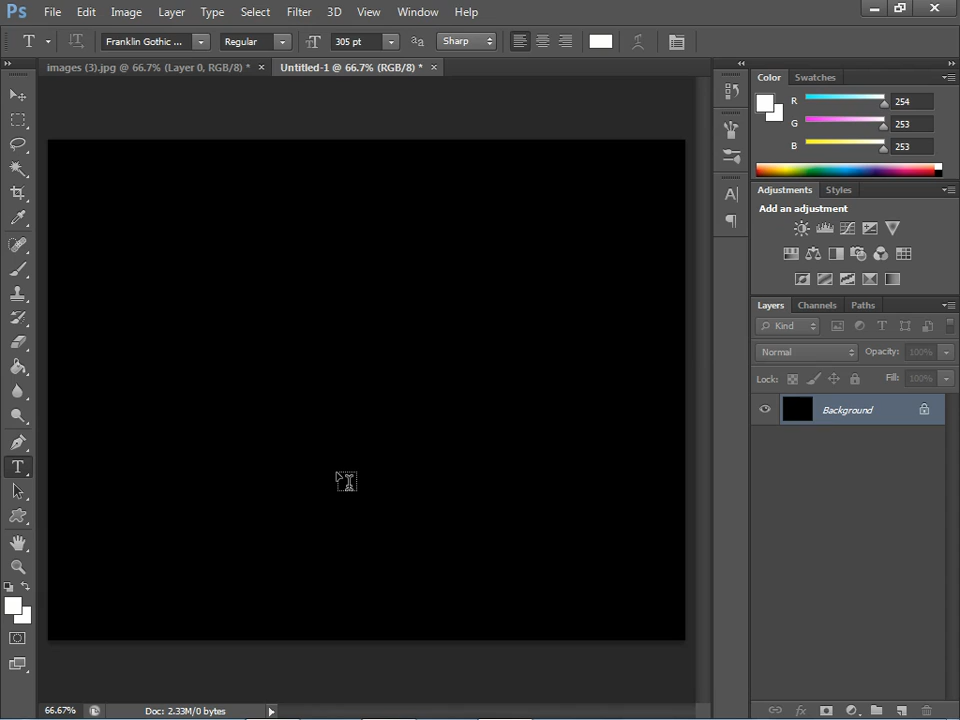 Ps File Edit Image Layer Type Select Filter 3D View Window Help
T Franklin Gothic ... Regular 305 pt aa Sharp
images (3).jpg @ 66.7% (Layer 0, RGB/8) * × Untitled-1 @ 66.7% (RGB/8) * ×
Color Swatches
R 254
G 253
B 253
Adjustments Styles
Add an adjustment
Layers Channels Paths
Kind
Normal Opacity: 100%
Lock: Fill: 100%
Background
66.67% Doc: 2.33M/0 bytes